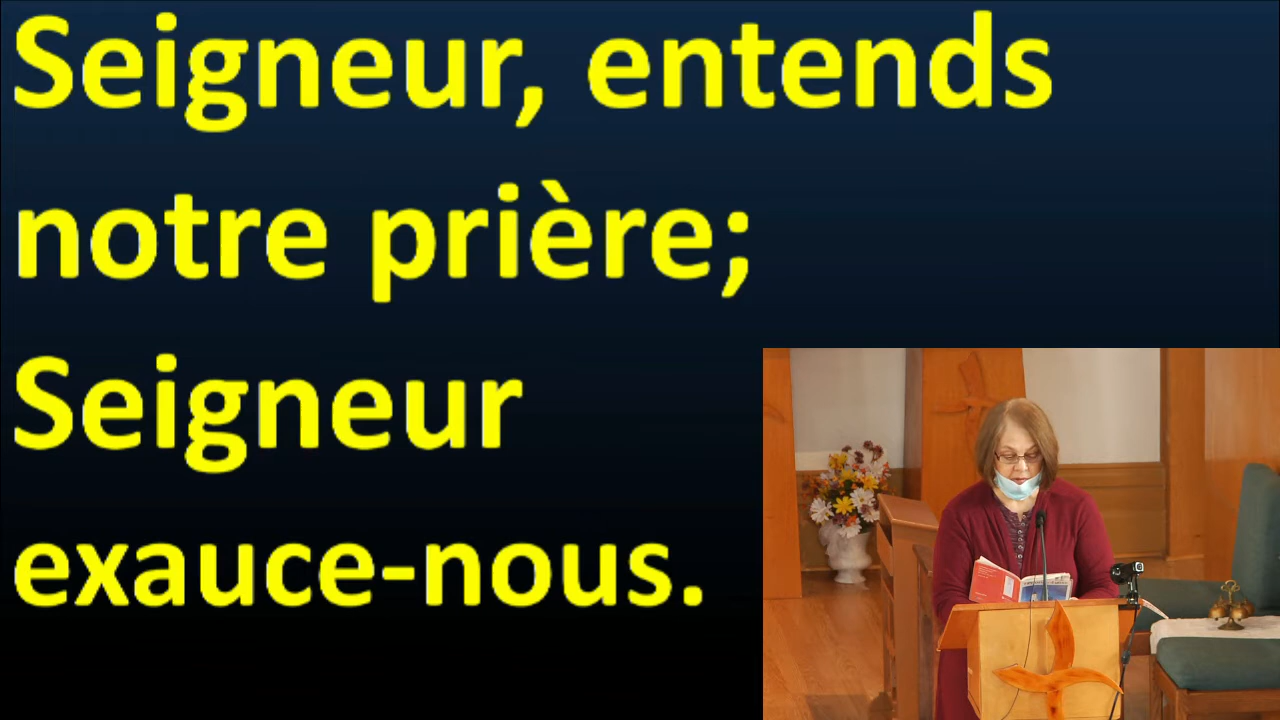 Seigneur, entends
notre prière;
Seigneur
exauce-nous.